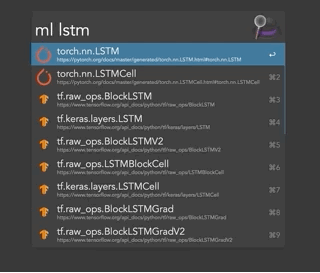 ml lstm
torch.nn.LSTM
https://pytorch.org/docs/master/generated/torch.nn.LSTM.html#torch.nn.LSTM
torch.nn.LSTMCell
https://pytorch.org/docs/master/generated/torch.nn.LSTMCell.html#torch.nn.LSTMCell
⌘2
tf.raw_ops.BlockLSTM
https://www.tensorflow.org/api_docs/python/tf/raw_ops/BlockLSTM
⌘3
tf.keras.layers.LSTM
https://www.tensorflow.org/api_docs/python/tf/keras/layers/LSTM
⌘4
tf.raw_ops.BlockLSTMV2
https://www.tensorflow.org/api_docs/python/tf/raw_ops/BlockLSTMV2
⌘5
tf.raw_ops.LSTMBlockCell
https://www.tensorflow.org/api_docs/python/tf/raw_ops/LSTMBlockCell
⌘6
tf.keras.layers.LSTMCell
https://www.tensorflow.org/api_docs/python/tf/keras/layers/LSTMCell
⌘7
tf.raw_ops.BlockLSTMGrad
https://www.tensorflow.org/api_docs/python/tf/raw_ops/BlockLSTMGrad
⌘8
tf.raw_ops.BlockLSTMGradV2
https://www.tensorflow.org/api_docs/python/tf/raw_ops/BlockLSTMGradV2
⌘9